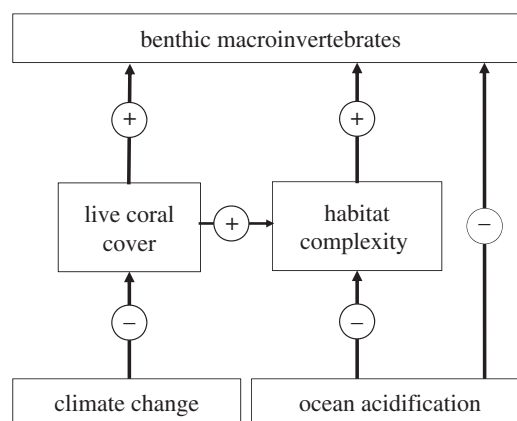 benthic macroinvertebrates
+
+
live coral
cover
+
habitat
complexity
−
−
−
climate change
ocean acidification